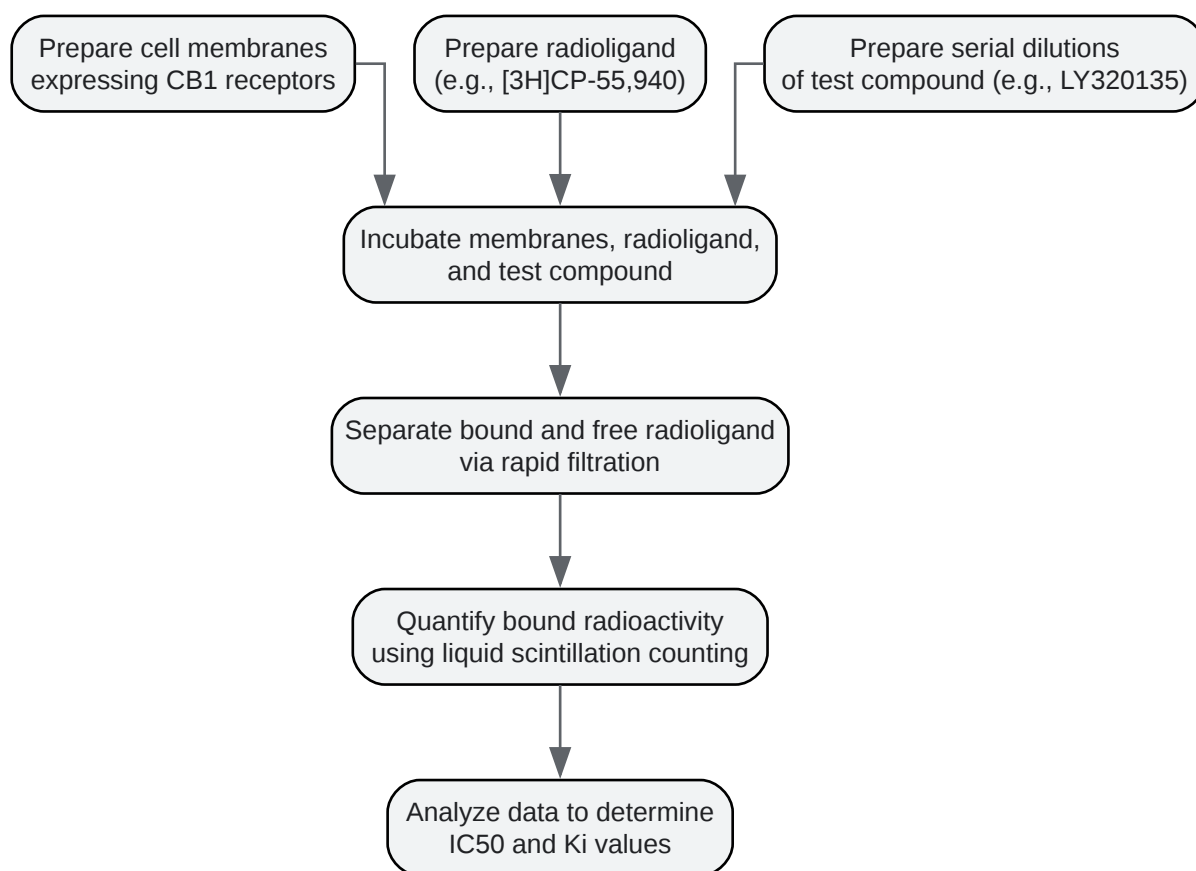 Prepare cell membranes
expressing CB1 receptors
Prepare radioligand
(e.g., [3H]CP-55,940)
Prepare serial dilutions
of test compound (e.g., LY320135)
Incubate membranes, radioligand,
and test compound
Separate bound and free radioligand
via rapid filtration
Quantify bound radioactivity
using liquid scintillation counting
Analyze data to determine
IC50 and Ki values